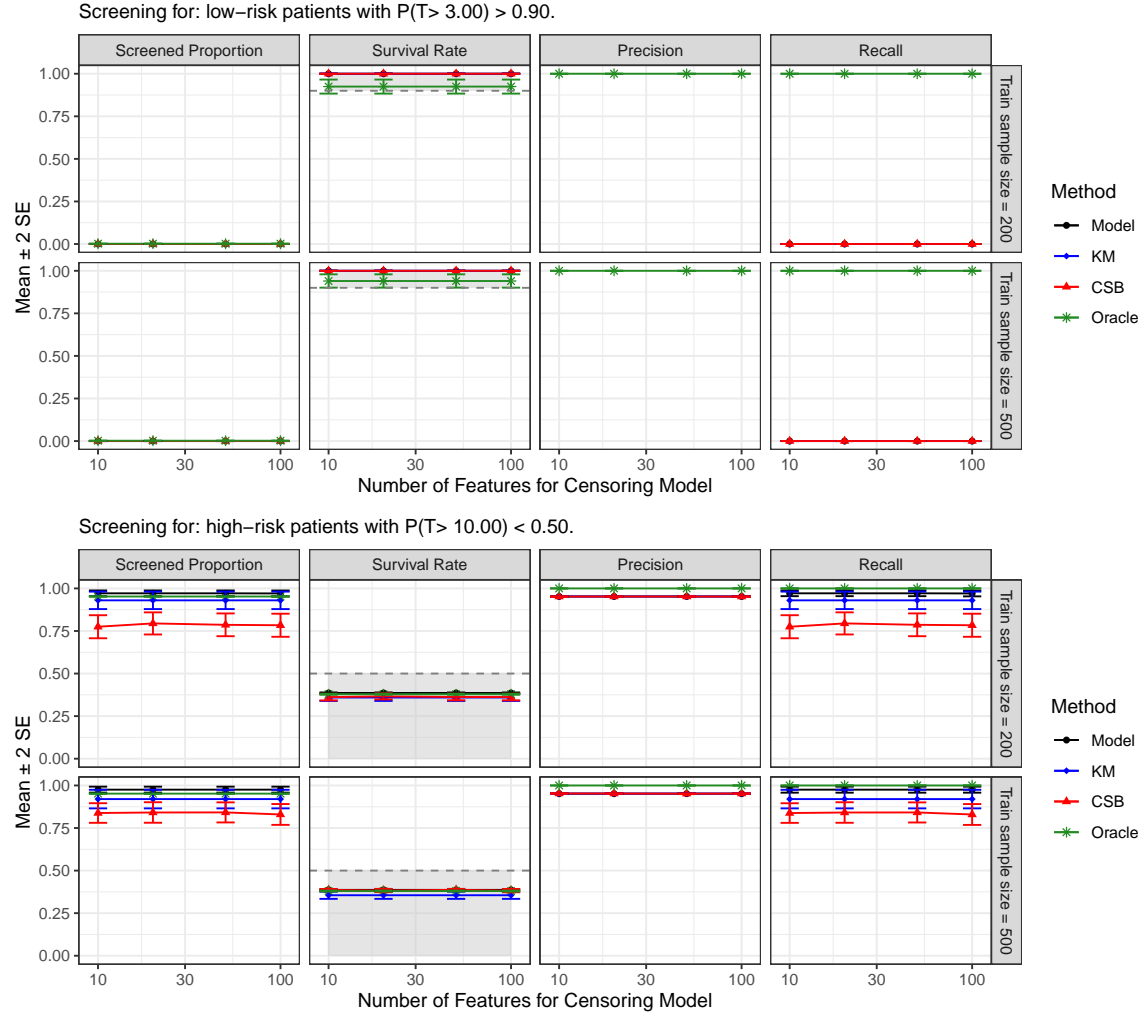 Screening for: low−risk patients with P(T> 3.00) > 0.90.
Screened Proportion
Survival Rate
Precision
Recall
Mean ± 2 SE
1.00
0.75
0.50
0.25
0.00
Train sample size = 200
1.00
0.75
0.50
0.25
0.00
Train sample size = 500
10 30 100
10 30 100
10 30 100
10 30 100
Number of Features for Censoring Model
Method
Model
KM
CSB
Oracle
Screening for: high−risk patients with P(T> 10.00) < 0.50.
Screened Proportion
Survival Rate
Precision
Recall
Mean ± 2 SE
1.00
0.75
0.50
0.25
0.00
Train sample size = 200
1.00
0.75
0.50
0.25
0.00
Train sample size = 500
10 30 100
10 30 100
10 30 100
10 30 100
Number of Features for Censoring Model
Method
Model
KM
CSB
Oracle